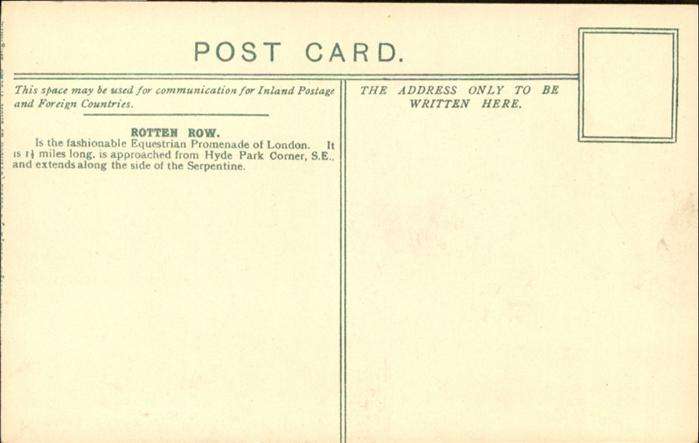 POST CARD.
This space may be used for communication for Inland Postage
and Foreign Countries.
THE ADDRESS ONLY TO BE
WRITTEN HERE.
ROTTEN ROW.
Is the fashionable Equestrian Promenade of London. It
is 1½ miles long, is approached from Hyde Park Corner, S.E.,
and extends along the side of the Serpentine.